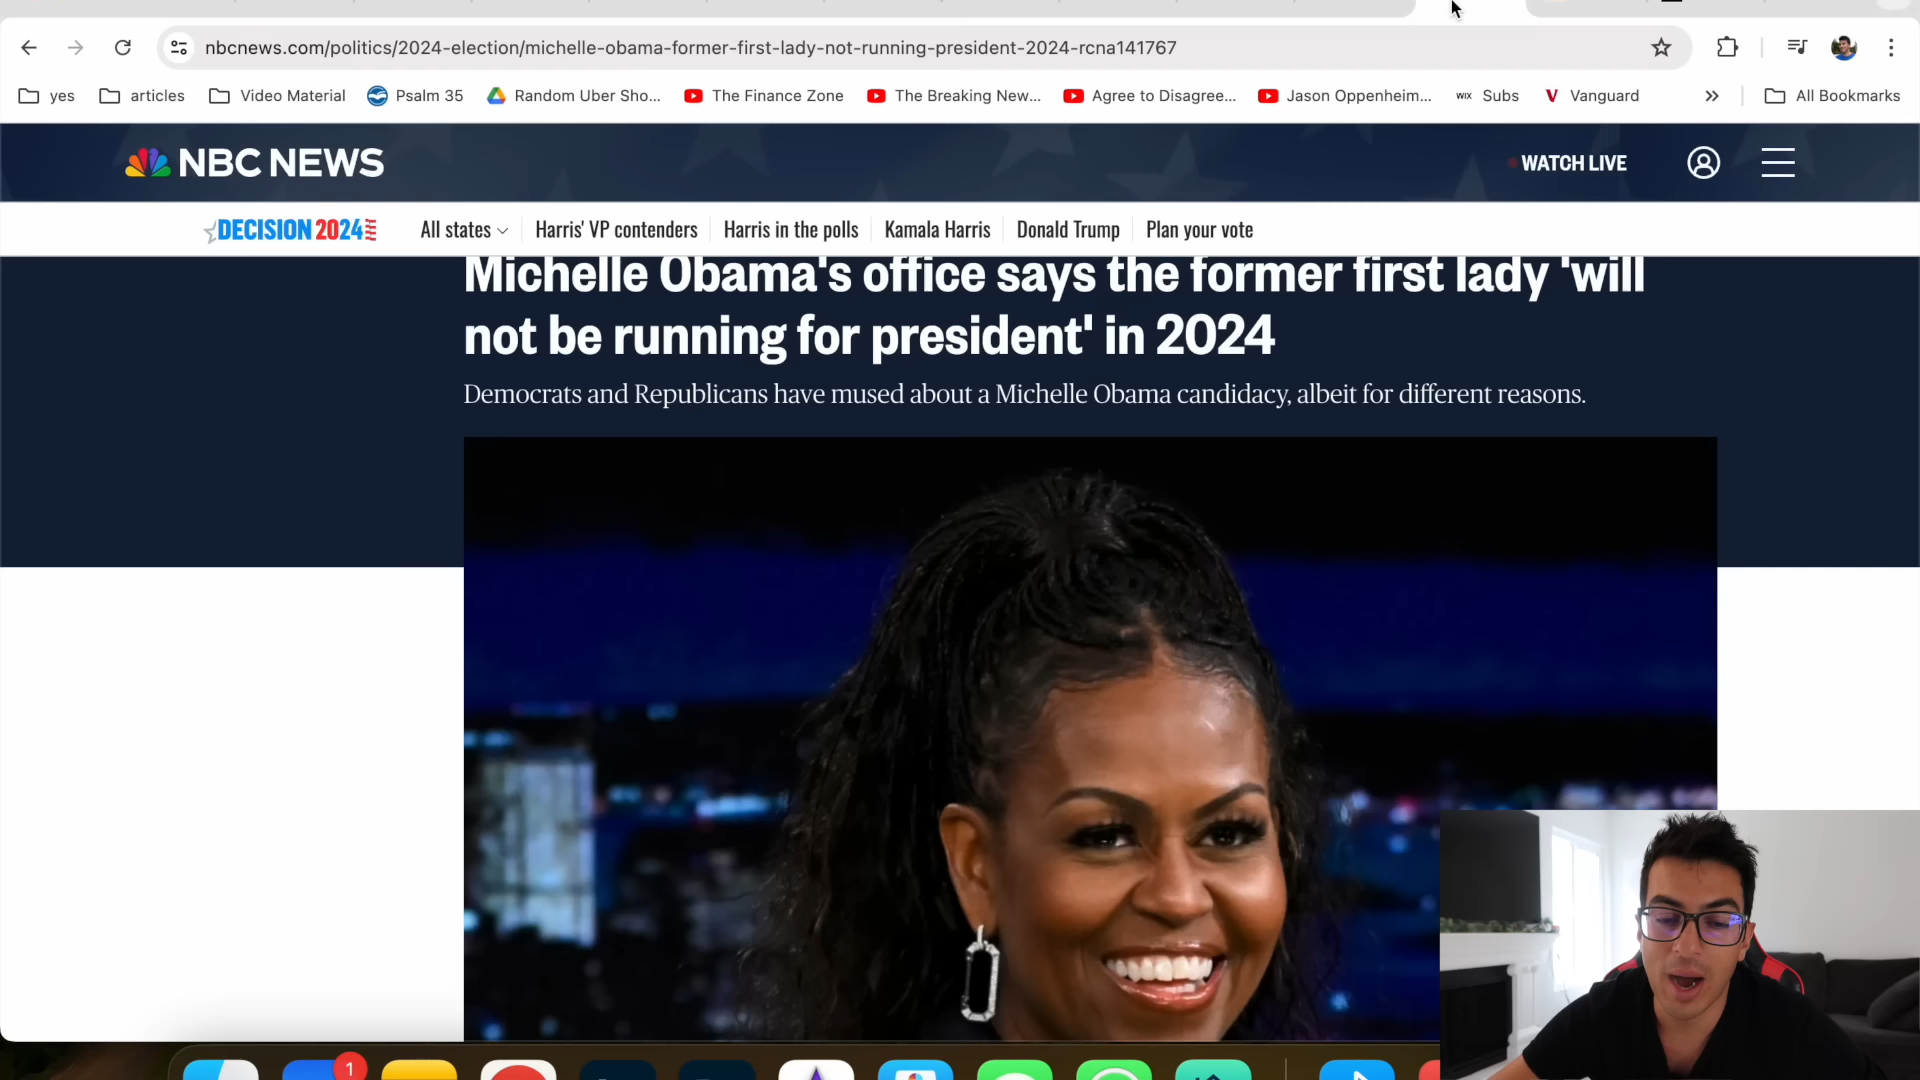 nbcnews.com/politics/2024-election/michelle-obama-former-first-lady-not-running-president-2024-rcna141767
yes articles Video Material Psalm 35 Random Uber Sho... The Finance Zone The Breaking New... Agree to Disagree... Jason Oppenheim... WIX Subs V Vanguard All Bookmarks
NBC NEWS WATCH LIVE
DECISION 2024 All states Harris' VP contenders Harris in the polls Kamala Harris Donald Trump Plan your vote
Michelle Obama's office says the former first lady 'will
not be running for president' in 2024
Democrats and Republicans have mused about a Michelle Obama candidacy, albeit for different reasons.
1